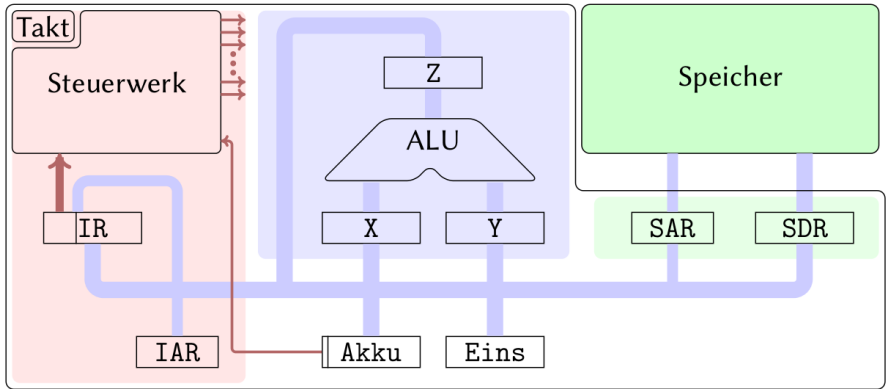 Takt
Steuerwerk
Z
Speicher
ALU
IR
X
Y
SAR
SDR
IAR
Akku
Eins